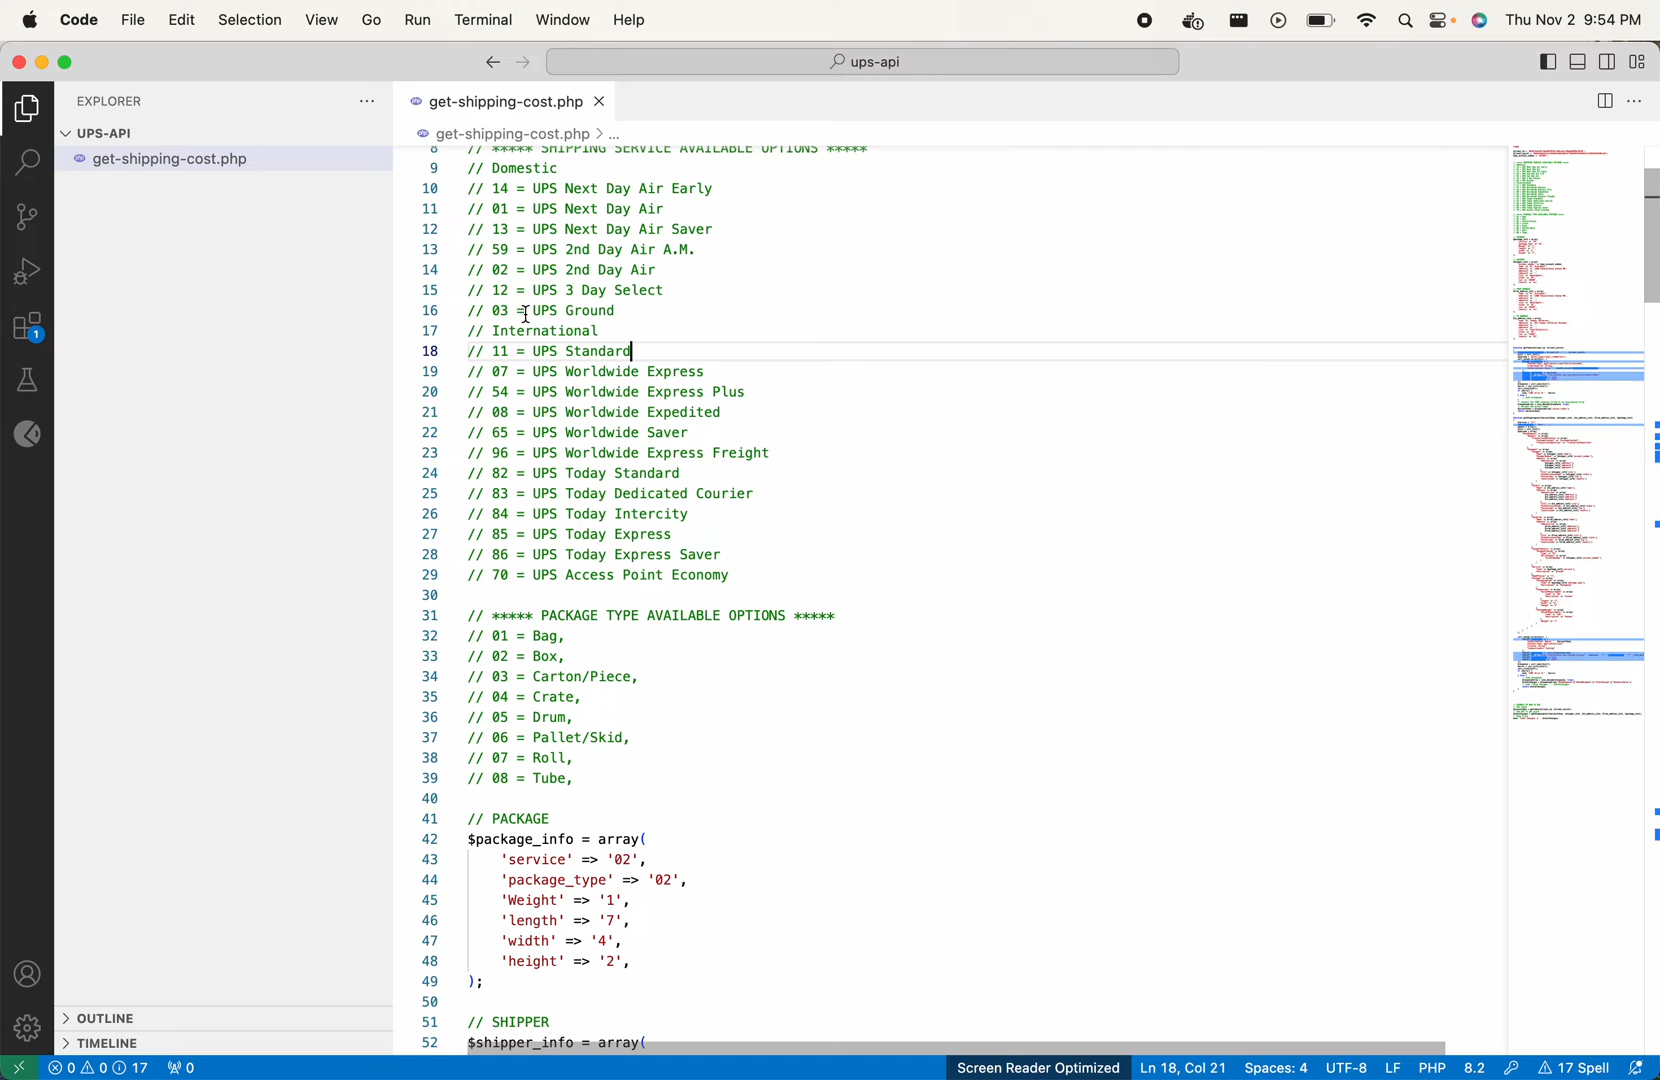 Code File Edit Selection View Go Run Terminal Window Help Thu Nov 2 9:54 PM
ups-api
EXPLORER
UPS-API
get-shipping-cost.php
get-shipping-cost.php
get-shipping-cost.php > ...
8 // ***** SHIPPING SERVICE AVAILABLE OPTIONS *****
9 // Domestic
10 // 14 = UPS Next Day Air Early
11 // 01 = UPS Next Day Air
12 // 13 = UPS Next Day Air Saver
13 // 59 = UPS 2nd Day Air A.M.
14 // 02 = UPS 2nd Day Air
15 // 12 = UPS 3 Day Select
16 // 03 = UPS Ground
17 // International
18 // 11 = UPS Standard
19 // 07 = UPS Worldwide Express
20 // 54 = UPS Worldwide Express Plus
21 // 08 = UPS Worldwide Expedited
22 // 65 = UPS Worldwide Saver
23 // 96 = UPS Worldwide Express Freight
24 // 82 = UPS Today Standard
25 // 83 = UPS Today Dedicated Courier
26 // 84 = UPS Today Intercity
27 // 85 = UPS Today Express
28 // 86 = UPS Today Express Saver
29 // 70 = UPS Access Point Economy
30
31 // ***** PACKAGE TYPE AVAILABLE OPTIONS *****
32 // 01 = Bag,
33 // 02 = Box,
34 // 03 = Carton/Piece,
35 // 04 = Crate,
36 // 05 = Drum,
37 // 06 = Pallet/Skid,
38 // 07 = Roll,
39 // 08 = Tube,
40
41 // PACKAGE
42 $package_info = array(
43 'service' => '02',
44 'package_type' => '02',
45 'Weight' => '1',
46 'length' => '7',
47 'width' => '4',
48 'height' => '2',
49 );
50
51 // SHIPPER
52 $shipper_info = array(
1
OUTLINE
TIMELINE
0 0 17 0 Screen Reader Optimized Ln 18, Col 21 Spaces: 4 UTF-8 LF PHP 8.2 17 Spell